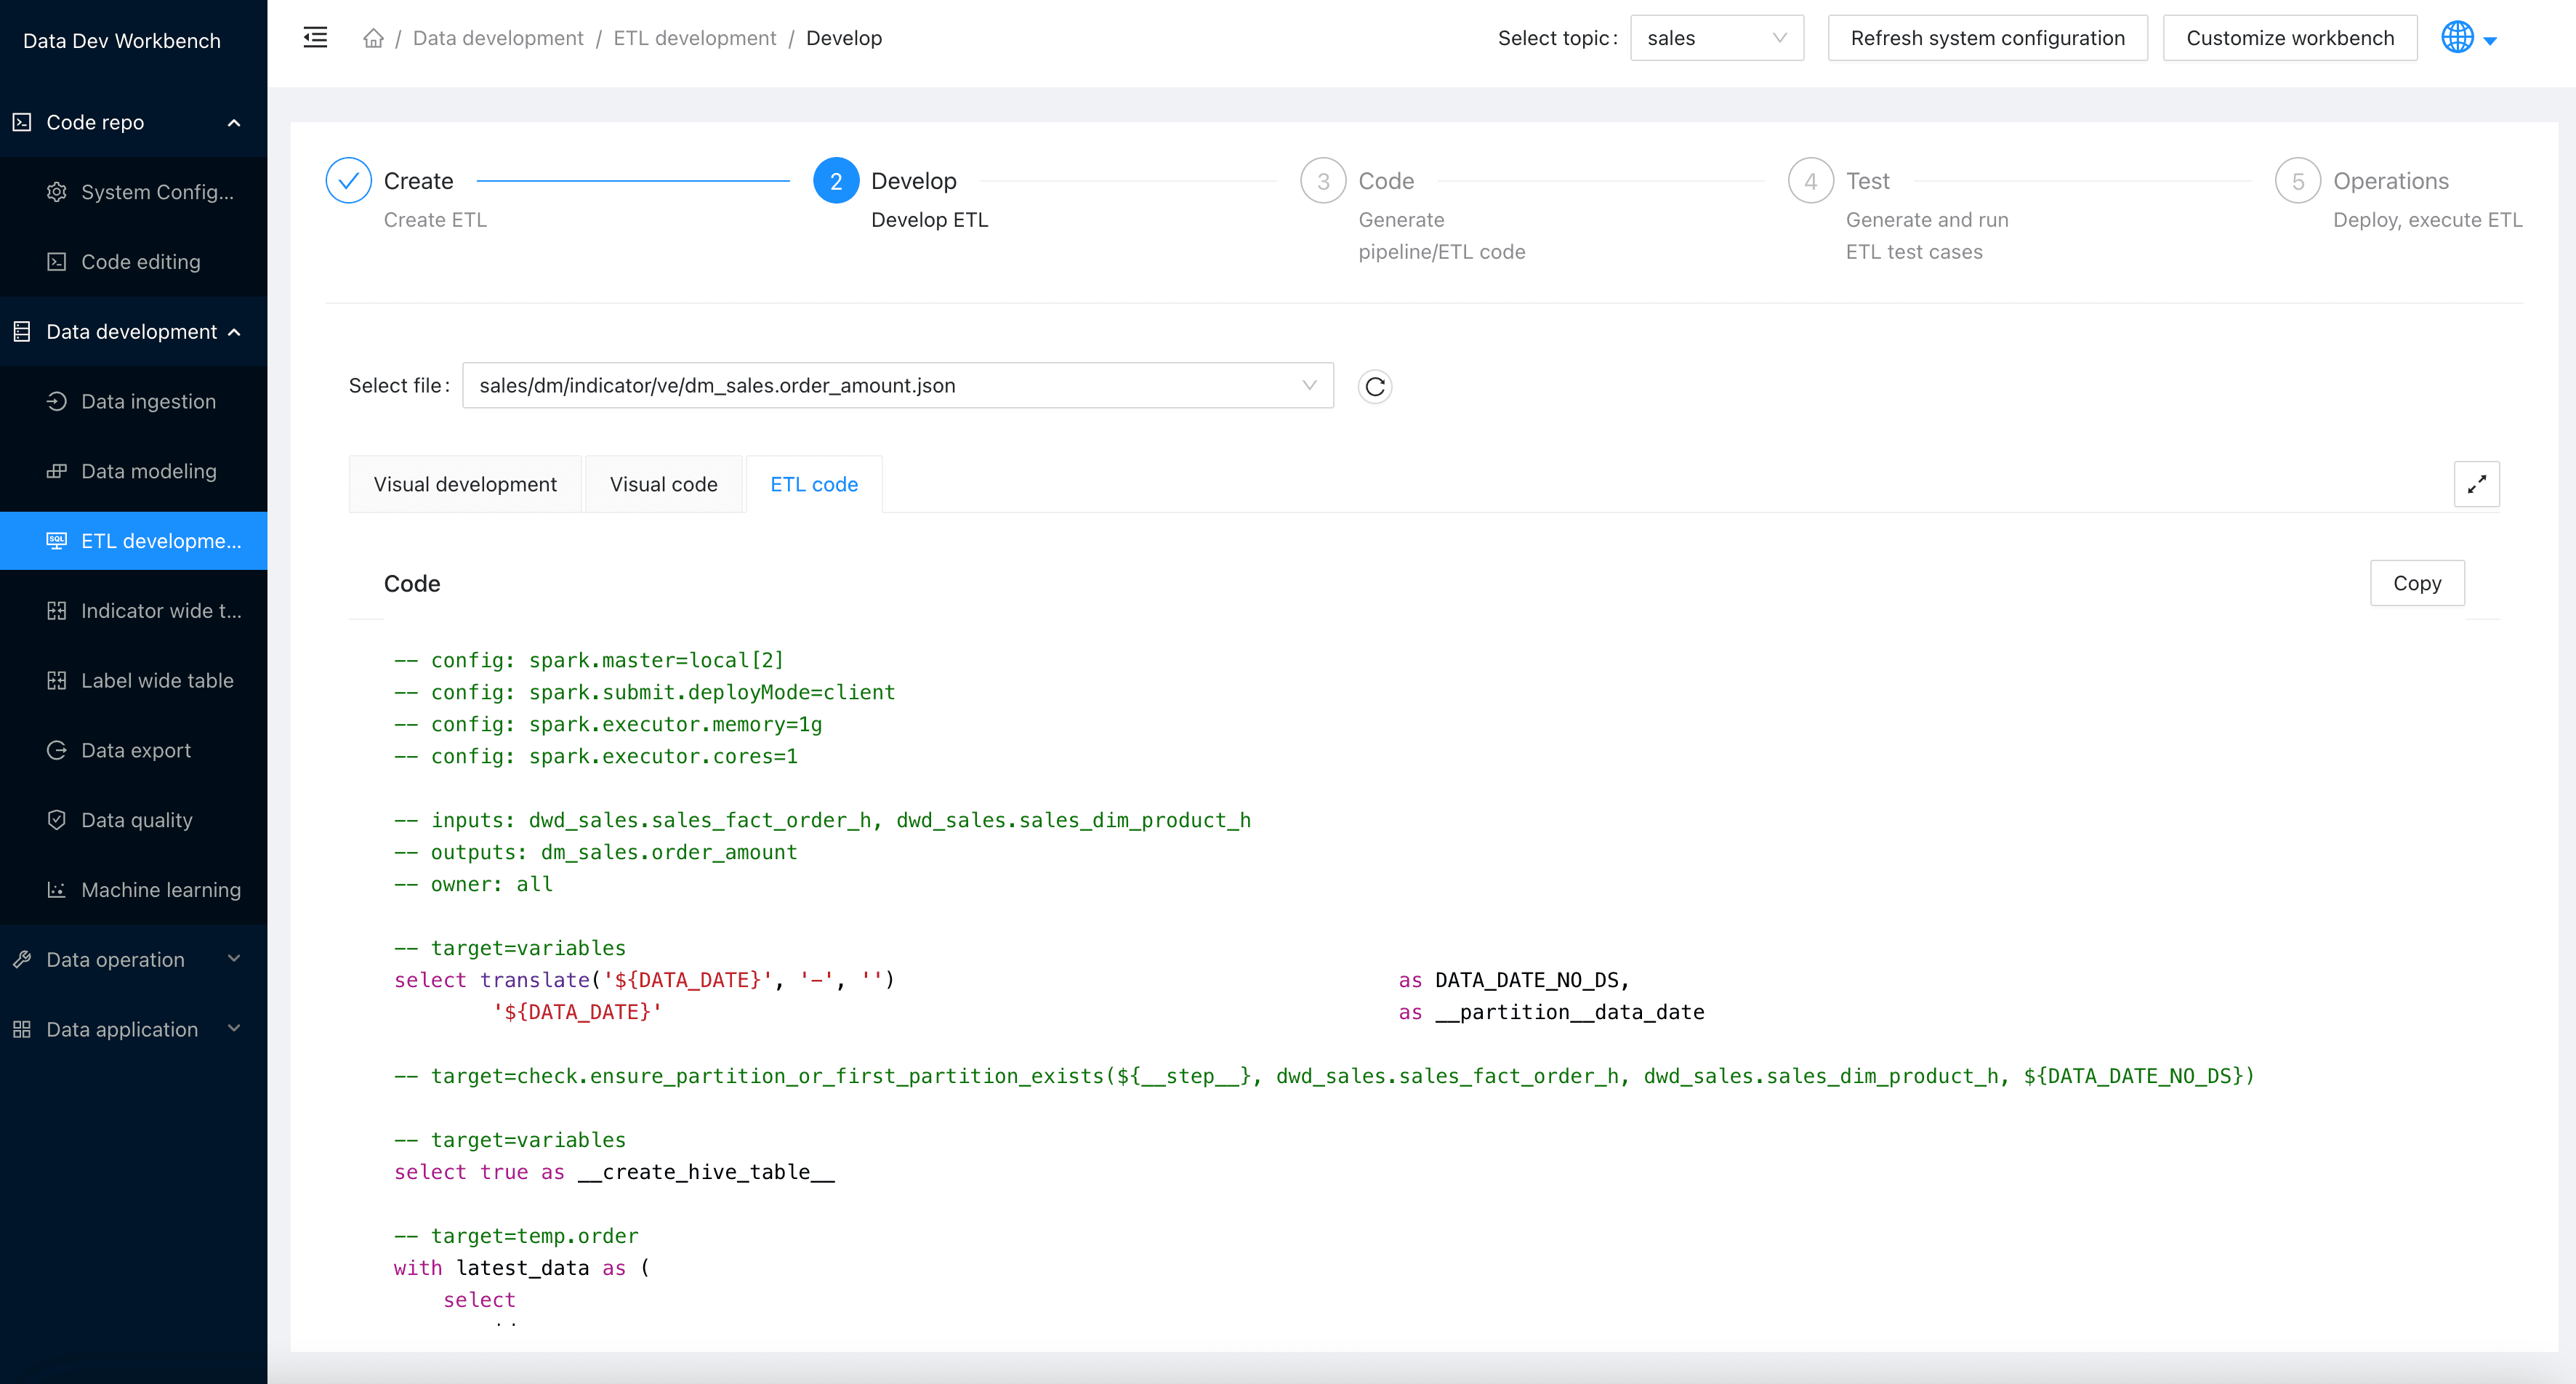 Data Dev Workbench
Code repo
System Config...
Code editing
Data development
Data ingestion
Data modeling
ETL developme...
Indicator wide t...
Label wide table
Data export
Data quality
Machine learning
Data operation
Data application
/ Data development / ETL development / Develop
Select topic: sales
Refresh system configuration
Customize workbench
Create
Create ETL
2 Develop
Develop ETL
3 Code
Generate
pipeline/ETL code
4 Test
Generate and run
ETL test cases
5 Operations
Deploy, execute ETL
Select file: sales/dm/indicator/ve/dm_sales.order_amount.json
Visual development
Visual code
ETL code
Code
Copy
-- config: spark.master=local[2]
-- config: spark.submit.deployMode=client
-- config: spark.executor.memory=1g
-- config: spark.executor.cores=1
-- inputs: dwd_sales.sales_fact_order_h, dwd_sales.sales_dim_product_h
-- outputs: dm_sales.order_amount
-- owner: all
-- target=variables
select translate('${DATA_DATE}', '-', '') as DATA_DATE_NO_DS,
'${DATA_DATE}' as __partition__data_date
-- target=check.ensure_partition_or_first_partition_exists(${__step__}, dwd_sales.sales_fact_order_h, dwd_sales.sales_dim_product_h, ${DATA_DATE_NO_DS})
-- target=variables
select true as __create_hive_table__
-- target=temp.order
with latest_data as (
select